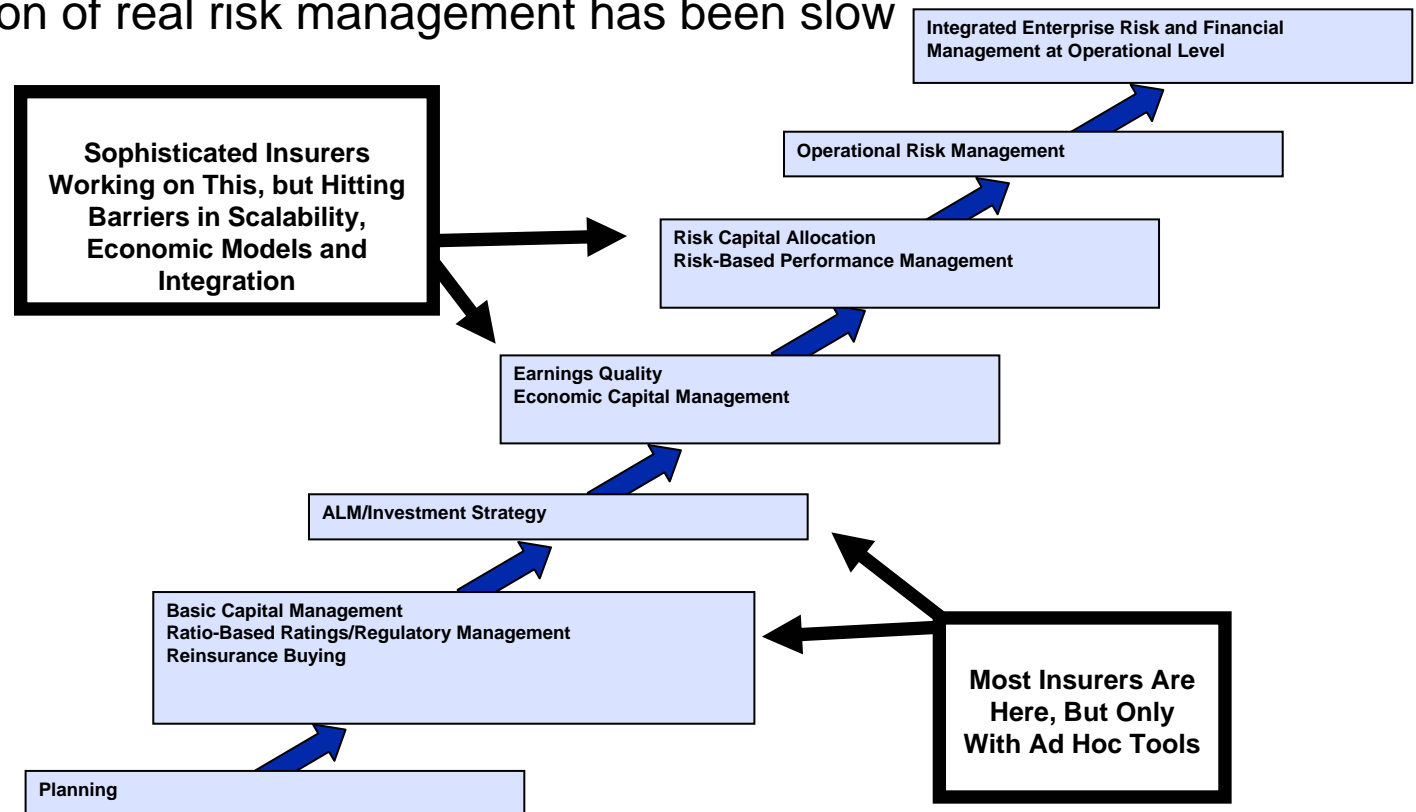 on of real risk management has been slow
Integrated Enterprise Risk and Financial
Management at Operational Level
Sophisticated Insurers
Working on This, but Hitting
Barriers in Scalability,
Economic Models and
Integration
Operational Risk Management
Risk Capital Allocation
Risk-Based Performance Management
Earnings Quality
Economic Capital Management
ALM/Investment Strategy
Basic Capital Management
Ratio-Based Ratings/Regulatory Management
Reinsurance Buying
Most Insurers Are
Here, But Only
With Ad Hoc Tools
Planning